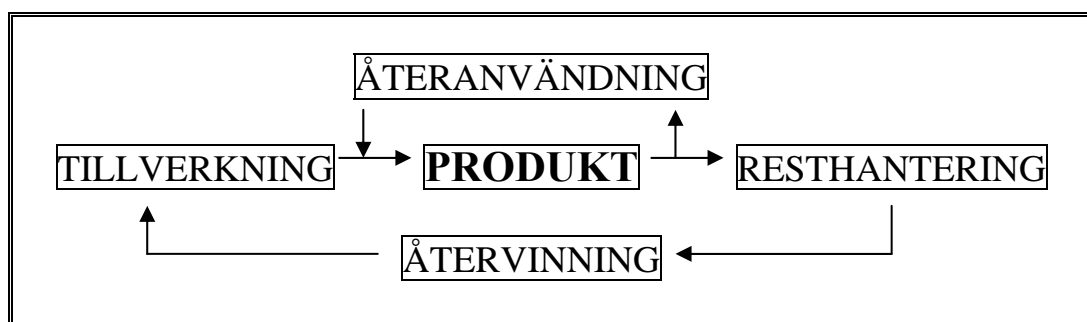 ÅTERANVÄNDNING
TILLVERKNING PRODUKT RESTHANTERING
ÅTERVINNING